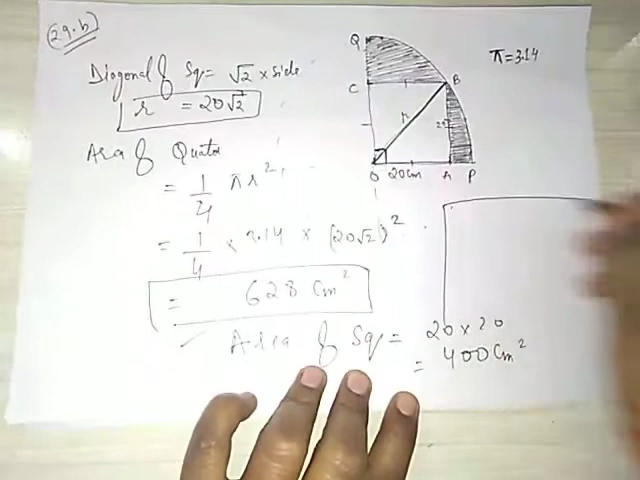 29.b
Diagonal of Sq = √2 × side
r = 20√2
Area of Quater
= 1/4 πr²
= 1/4 × 3.14 × (20√2)²
= 628 Cm²
Area of Sq = 20 × 20
= 400 Cm²
Q
π = 3.14
C
B
r
O
20cm
A
P